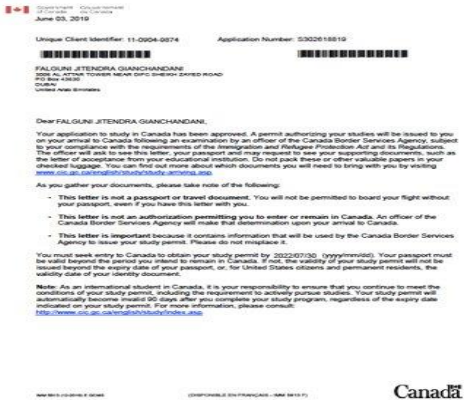 Government Gouvernement
of Canada du Canada
June 03, 2019
Unique Client Identifier: 11-0904-9874 Application Number: S302618819
FALGUNI JITENDRA GIANCHANDANI
3006 AL ATTAR TOWER NEAR DIFC SHEIKH ZAYED ROAD
PO Box 43630
DUBAI
United Arab Emirates
Dear FALGUNI JITENDRA GIANCHANDANI,
Your application to study in Canada has been approved. A permit authorizing your studies will be issued to you
on your arrival to Canada following an examination by an officer of the Canada Border Services Agency, subject
to your compliance with the requirements of the Immigration and Refugee Protection Act and its Regulations.
The officer will ask to see this letter, your passport and may request to see your supporting documents, such as
the letter of acceptance from your educational institution. Do not pack these or other valuable papers in your
checked luggage. You can find out more about which documents you will need to bring with you by visiting
www.cic.gc.ca/english/study/study-arriving.asp.
As you gather your documents, please take note of the following:
- This letter is not a passport or travel document. You will not be permitted to board your flight without
your passport, even if you have this letter with you.
- This letter is not an authorization permitting you to enter or remain in Canada. An officer of the
Canada Border Services Agency will make that determination upon your arrival to Canada.
- This letter is important because it contains information that will be used by the Canada Border Services
Agency to issue your study permit. Please do not misplace it.
You must seek entry to Canada to obtain your study permit by 2022/07/30 (yyyy/mm/dd). Your passport must
be valid beyond the period you intend to remain in Canada. If not, the validity of your study permit will not be
issued beyond the expiry date of your passport, or, for United States citizens and permanent residents, the
validity date of your identity document.
Note: As an international student in Canada, it is your responsibility to ensure that you continue to meet the
conditions of your study permit, including the requirement to actively pursue studies. Your study permit will
automatically become invalid 90 days after you complete your study program, regardless of the expiry date
indicated on your study permit. For more information, please consult:
http://www.cic.gc.ca/english/study/index.asp.
(DISPONIBLE EN FRANÇAIS - IMM 5813 F)
Canada